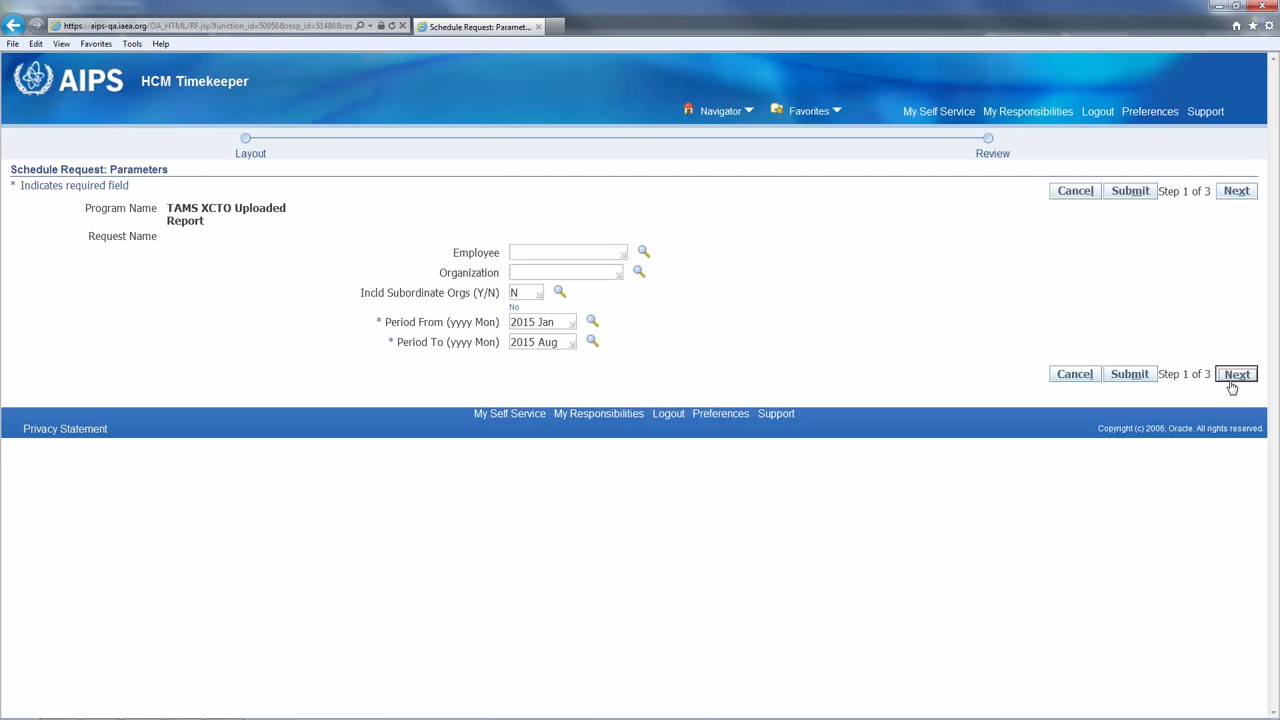 https://aips-qa.iaea.org/OA_HTML/RF.jsp?function_id=50958&resp_id=51486&res
Schedule Request: Paramet...
File Edit View Favorites Tools Help
AIPS HCM Timekeeper
Navigator Favorites My Self Service My Responsibilities Logout Preferences Support
Layout Review
Schedule Request: Parameters
* Indicates required field
Cancel Submit Step 1 of 3 Next
Program Name TAMS XCTO Uploaded
Report
Request Name
Employee
Organization
Incld Subordinate Orgs (Y/N) N
No
* Period From (yyyy Mon) 2015 Jan
* Period To (yyyy Mon) 2015 Aug
Cancel Submit Step 1 of 3 Next
My Self Service My Responsibilities Logout Preferences Support
Privacy Statement Copyright (c) 2006, Oracle. All rights reserved.